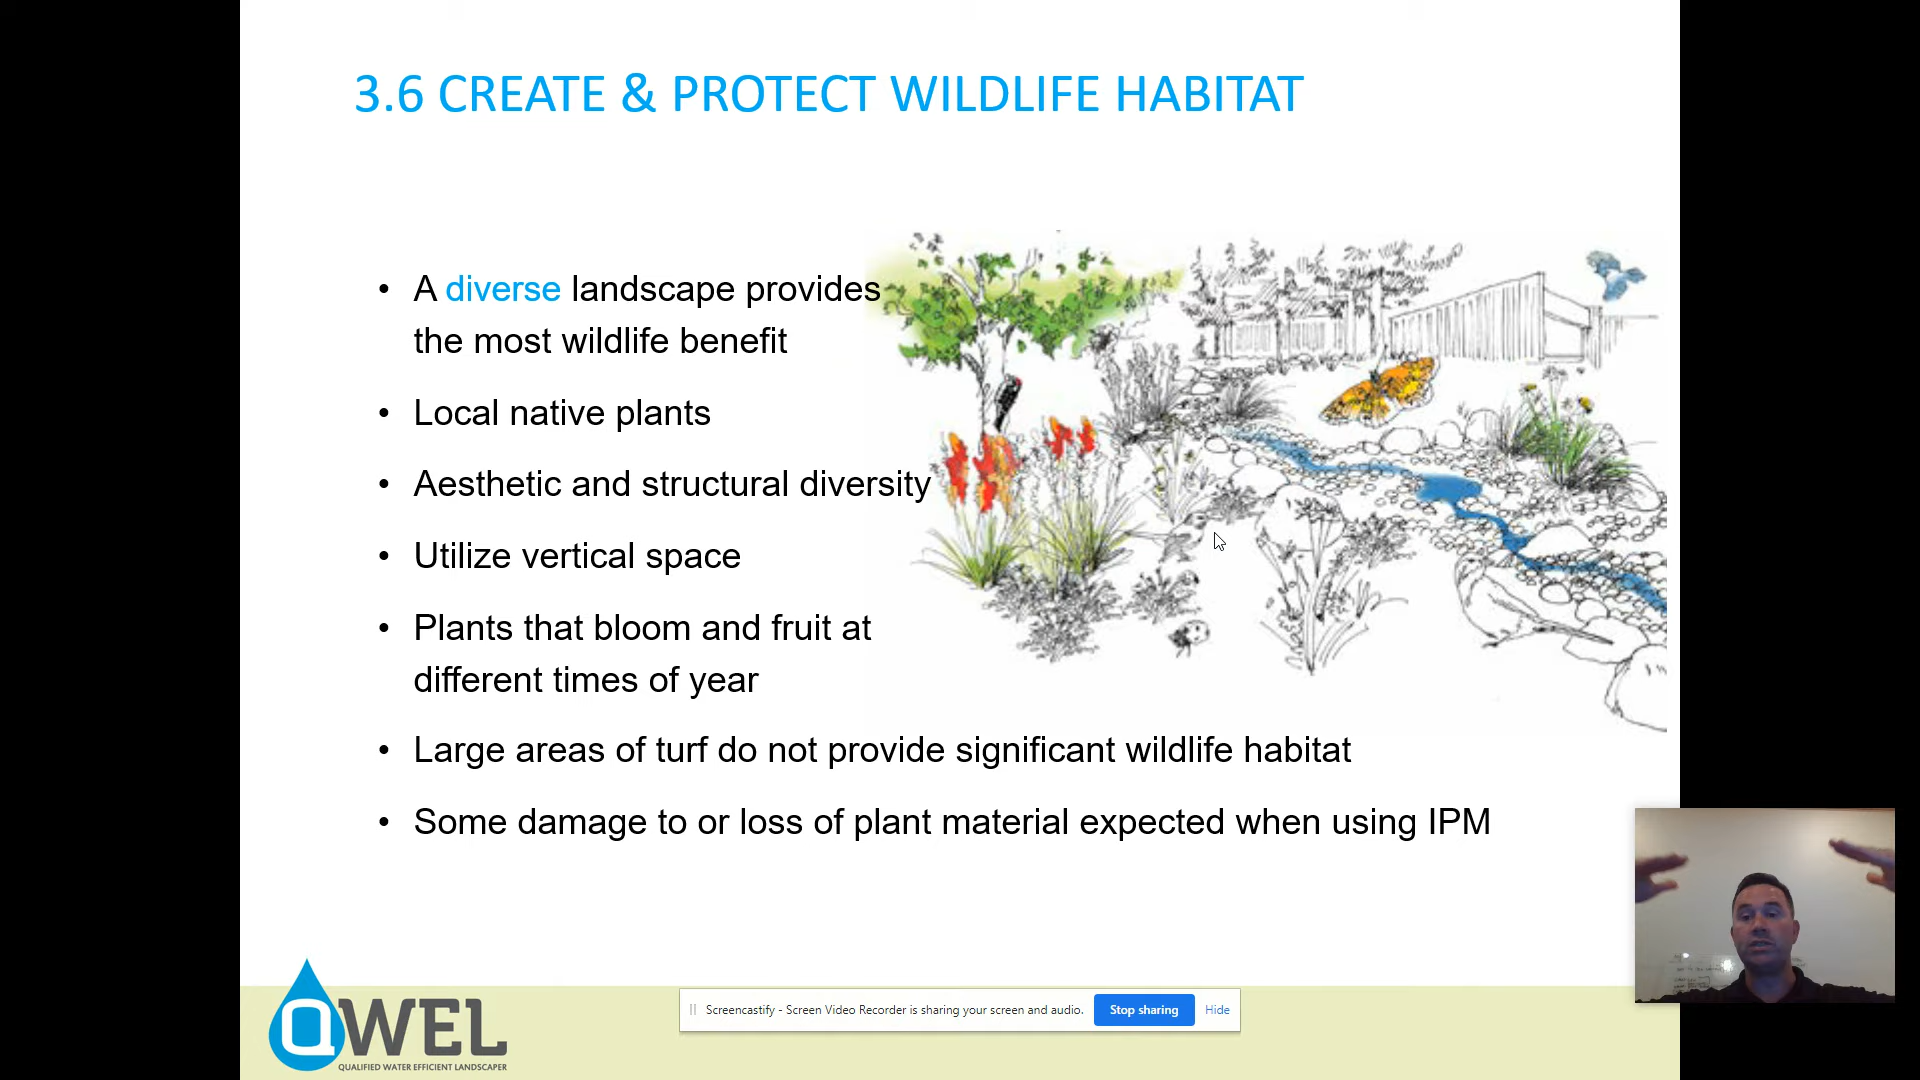 3.6 CREATE & PROTECT WILDLIFE HABITAT
• A diverse landscape provides
the most wildlife benefit
• Local native plants
• Aesthetic and structural diversity
• Utilize vertical space
• Plants that bloom and fruit at
different times of year
• Large areas of turf do not provide significant wildlife habitat
• Some damage to or loss of plant material expected when using IPM
QWEL
QUALIFIED WATER EFFICIENT LANDSCAPER
Screencastify - Screen Video Recorder is sharing your screen and audio.
Stop sharing
Hide